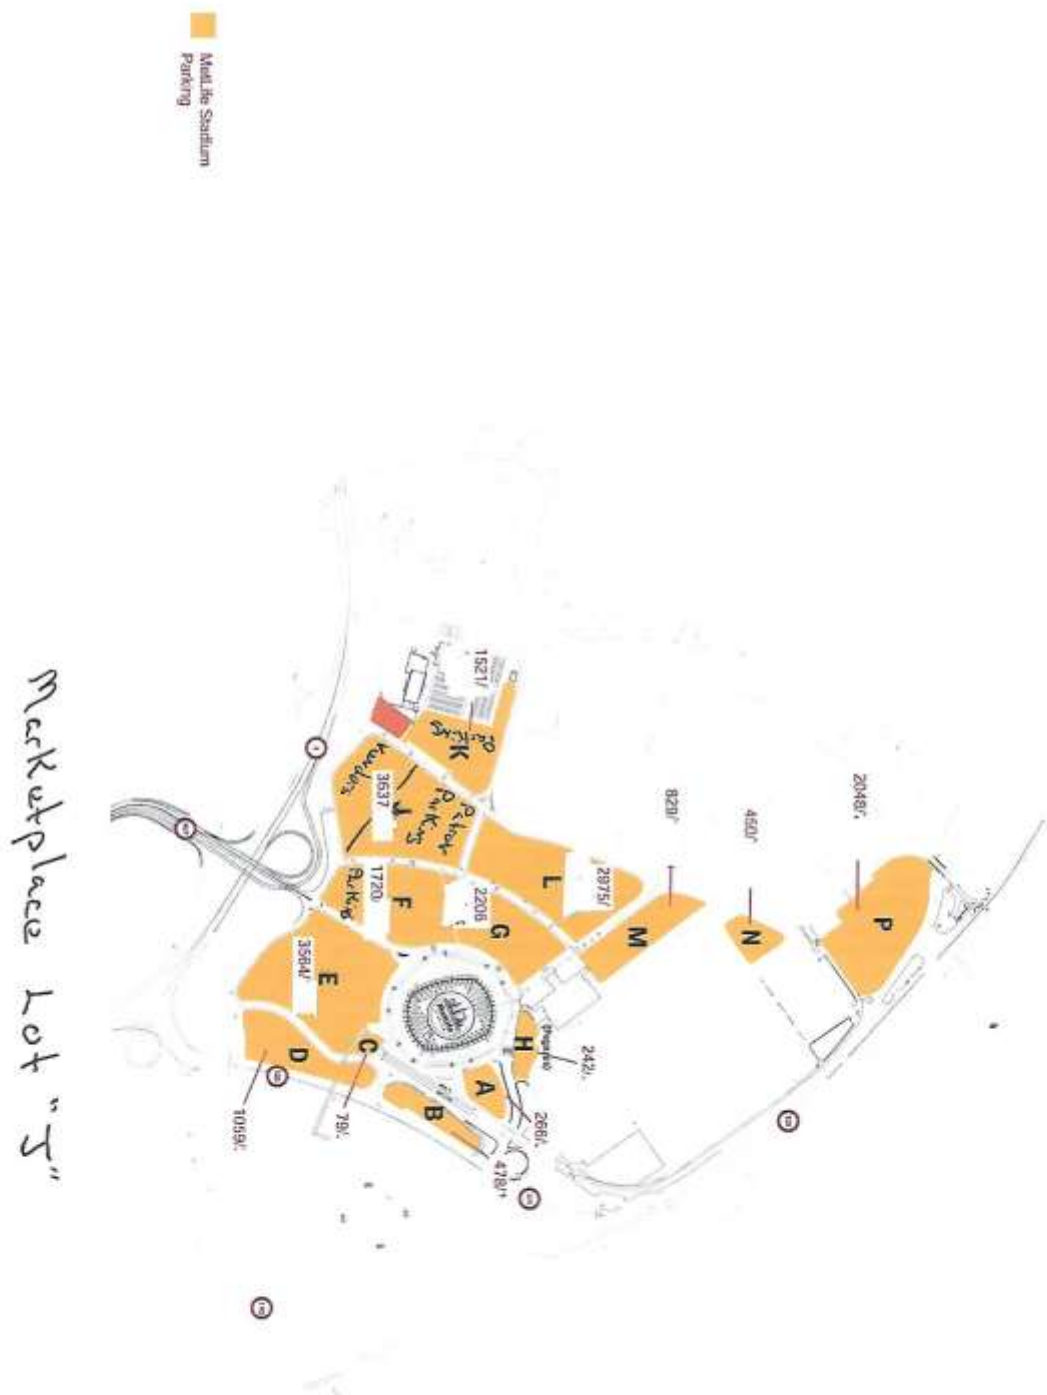 MetLife Stadium
Parking
2048/
450/
829/
P
N
M
2975/
L
1521/
K
Vendors
3637
J
Patron
Parking
2206
G
F
1720
Parking
3564/
E
242/
H
A
266/
C
D
B
79/
1059/
478/
Marketplace Lot "J"